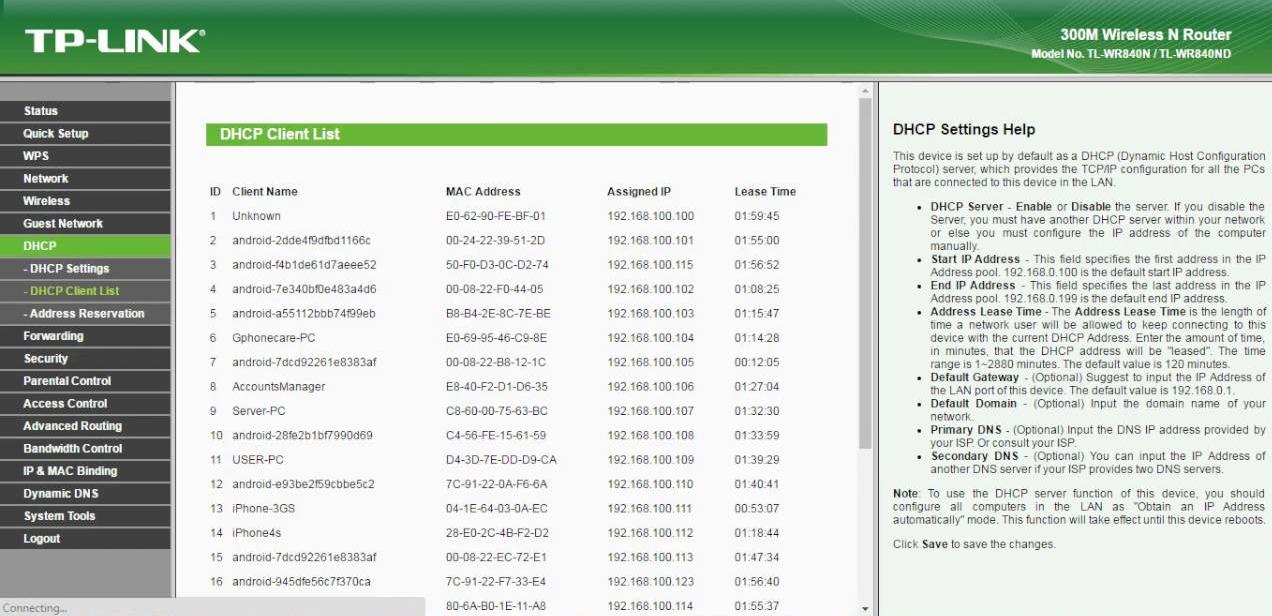 TP-LINK®
300M Wireless N Router
Model No. TL-WR840N / TL-WR840ND
Status
Quick Setup
WPS
Network
Wireless
Guest Network
DHCP
- DHCP Settings
- DHCP Client List
- Address Reservation
Forwarding
Security
Parental Control
Access Control
Advanced Routing
Bandwidth Control
IP & MAC Binding
Dynamic DNS
System Tools
Logout
Connecting...
DHCP Client List
ID Client Name MAC Address Assigned IP Lease Time
1 Unknown E0-62-90-FE-BF-01 192.168.100.100 01:59:45
2 android-2dde4f9dfbd1166c 00-24-22-39-51-2D 192.168.100.101 01:55:00
3 android-f4b1de61d7aeee52 50-F0-D3-0C-D2-74 192.168.100.115 01:56:52
4 android-7e340bf0e483a4d6 00-08-22-F0-44-05 192.168.100.102 01:08:25
5 android-a55112bbb74f99eb B8-B4-2E-8C-7E-BE 192.168.100.103 01:15:47
6 Gphonecare-PC E0-69-95-46-C9-8E 192.168.100.104 01:14:28
7 android-7dcd92261e8383af 00-08-22-B8-12-1C 192.168.100.105 00:12:05
8 AccountsManager E8-40-F2-D1-D6-35 192.168.100.106 01:27:04
9 Server-PC C8-60-00-75-63-BC 192.168.100.107 01:32:30
10 android-28fe2b1bf7990d69 C4-56-FE-15-61-59 192.168.100.108 01:33:59
11 USER-PC D4-3D-7E-DD-D9-CA 192.168.100.109 01:39:29
12 android-e93be2f59cbbe5c2 7C-91-22-0A-F6-6A 192.168.100.110 01:40:41
13 iPhone-3GS 04-1E-64-03-0A-EC 192.168.100.111 00:53:07
14 iPhone4s 28-E0-2C-4B-F2-D2 192.168.100.112 01:18:44
15 android-7dcd92261e8383af 00-08-22-EC-72-E1 192.168.100.113 01:47:34
16 android-945dfe56c7f370ca 7C-91-22-F7-33-E4 192.168.100.123 01:56:40
80-6A-B0-1E-11-A8 192.168.100.114 01:55:37
DHCP Settings Help
This device is set up by default as a DHCP (Dynamic Host Configuration
Protocol) server, which provides the TCP/IP configuration for all the PCs
that are connected to this device in the LAN.
• DHCP Server - Enable or Disable the server. If you disable the
Server, you must have another DHCP server within your network
or else you must configure the IP address of the computer
manually.
• Start IP Address - This field specifies the first address in the IP
Address pool. 192.168.0.100 is the default start IP address.
• End IP Address - This field specifies the last address in the IP
Address pool. 192.168.0.199 is the default end IP address.
• Address Lease Time - The Address Lease Time is the length of
time a network user will be allowed to keep connecting to this
device with the current DHCP Address. Enter the amount of time,
in minutes, that the DHCP address will be "leased". The time
range is 1~2880 minutes. The default value is 120 minutes.
• Default Gateway - (Optional) Suggest to input the IP Address of
the LAN port of this device. The default value is 192.168.0.1.
• Default Domain - (Optional) Input the domain name of your
network.
• Primary DNS - (Optional) Input the DNS IP address provided by
your ISP. Or consult your ISP.
• Secondary DNS - (Optional) You can input the IP Address of
another DNS server if your ISP provides two DNS servers.
Note: To use the DHCP server function of this device, you should
configure all computers in the LAN as "Obtain an IP Address
automatically" mode. This function will take effect until this device reboots.
Click Save to save the changes.